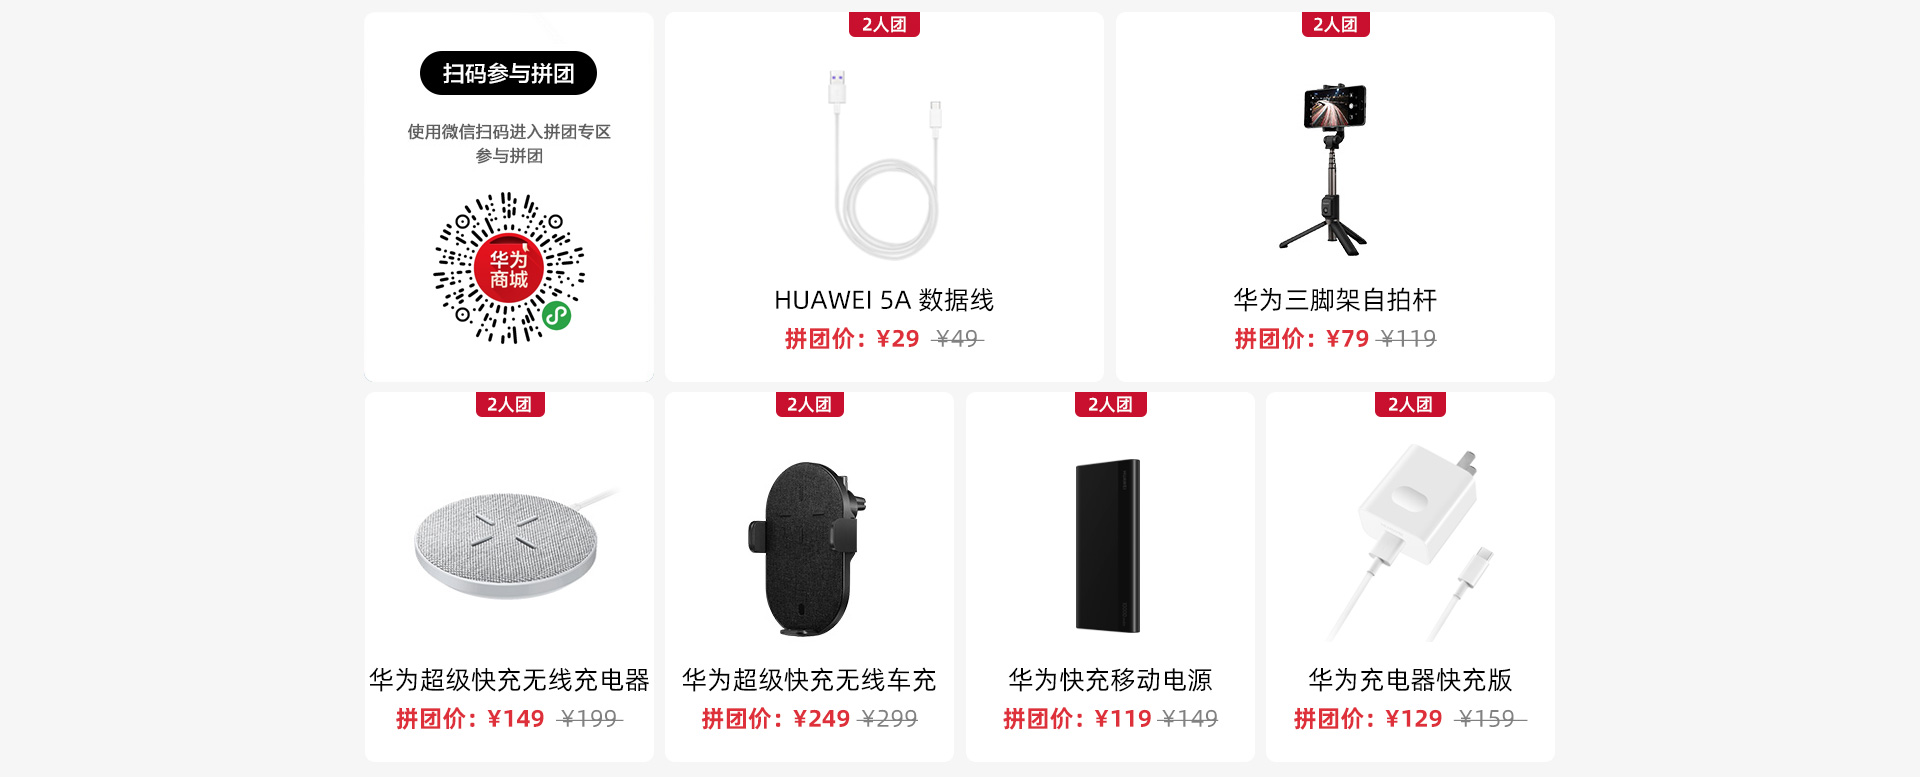 扫码参与拼团
使用微信扫码进入拼团专区
参与拼团
华为
商城
2人团
HUAWEI 5A 数据线
拼团价：¥29 ¥49
2人团
华为三脚架自拍杆
拼团价：¥79 ¥119
2人团
华为超级快充无线充电器
拼团价：¥149 ¥199
2人团
华为超级快充无线车充
拼团价：¥249 ¥299
2人团
华为快充移动电源
拼团价：¥119 ¥149
2人团
华为充电器快充版
拼团价：¥129 ¥159